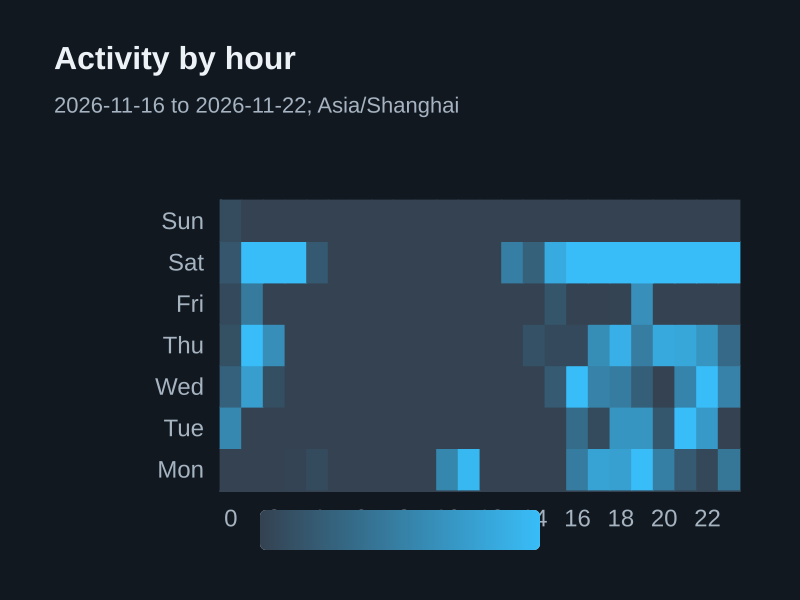 Activity by hour
2026-11-16 to 2026-11-22; Asia/Shanghai
Sun
Sat
Fri
Thu
Wed
Tue
Mon
0 16 18 20 22